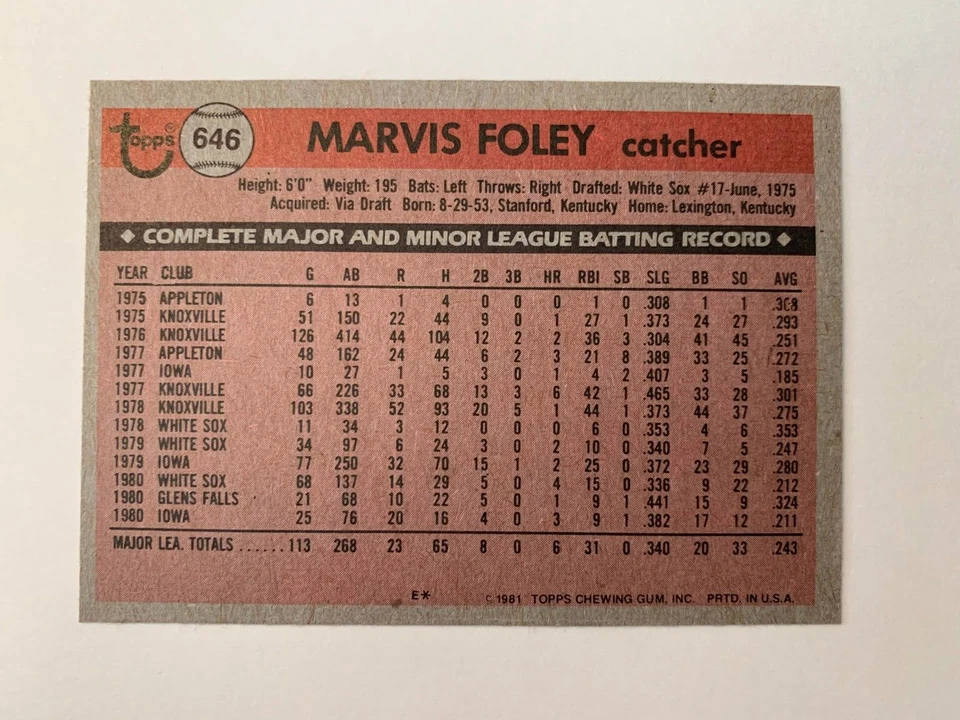 Topps® 646 MARVIS FOLEY catcher
Height: 6'0" Weight: 195 Bats: Left Throws: Right Drafted: White Sox #17-June, 1975
Acquired: Via Draft Born: 8-29-53, Stanford, Kentucky Home: Lexington, Kentucky
◆ COMPLETE MAJOR AND MINOR LEAGUE BATTING RECORD ◆
YEAR CLUB G AB R H 2B 3B HR RBI SB SLG BB SO AVG
1975 APPLETON 6 13 1 4 0 0 0 1 0 .308 1 1 .308
1975 KNOXVILLE 51 150 22 44 9 0 1 27 1 .373 24 27 .293
1976 KNOXVILLE 126 414 44 104 12 2 2 36 3 .304 41 45 .251
1977 APPLETON 48 162 24 44 6 2 3 21 8 .389 33 25 .272
1977 IOWA 10 27 1 5 3 0 1 4 2 .407 3 5 .185
1977 KNOXVILLE 66 226 33 68 13 3 6 42 1 .465 33 28 .301
1978 KNOXVILLE 103 338 52 93 20 5 1 44 1 .373 44 37 .275
1978 WHITE SOX 11 34 3 12 0 0 0 6 0 .353 4 6 .353
1979 WHITE SOX 34 97 6 24 3 0 2 10 0 .340 7 5 .247
1979 IOWA 77 250 32 70 15 1 2 25 0 .372 23 29 .280
1980 WHITE SOX 68 137 14 29 5 0 4 15 0 .336 9 22 .212
1980 GLENS FALLS 21 68 10 22 5 0 1 9 1 .441 15 9 .324
1980 IOWA 25 76 20 16 4 0 3 9 1 .382 17 12 .211
MAJOR LEA. TOTALS ...... 113 268 23 65 8 0 6 31 0 .340 20 33 .243
E* © 1981 TOPPS CHEWING GUM, INC. PRTD. IN U.S.A.